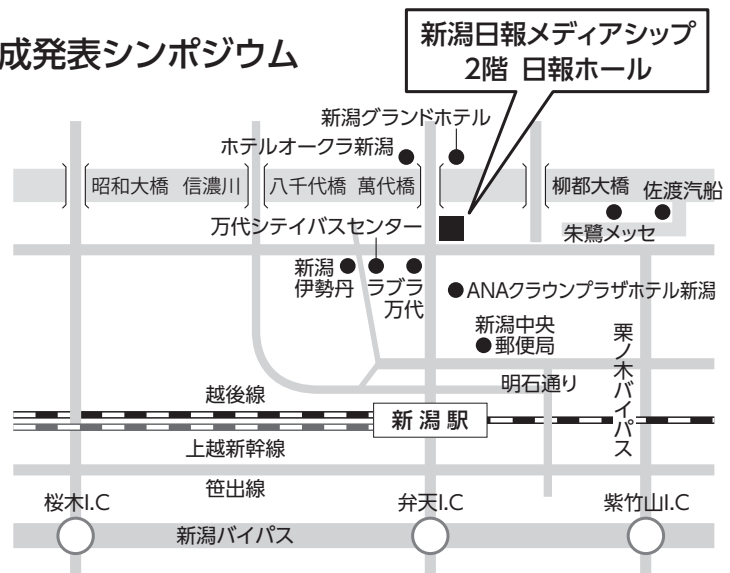 成発表シンポジウム
新潟日報メディアシップ
2階 日報ホール
新潟グランドホテル
ホテルオークラ新潟
昭和大橋 信濃川 八千代橋 萬代橋 柳都大橋 佐渡汽船
朱鷺メッセ
万代シテイバスセンター
新潟
伊勢丹
ラブラ
万代
ANAクラウンプラザホテル新潟
新潟中央
郵便局
栗ノ木バイパス
明石通り
越後線
新潟駅
上越新幹線
笹出線
桜木I.C 弁天I.C 紫竹山I.C
新潟バイパス